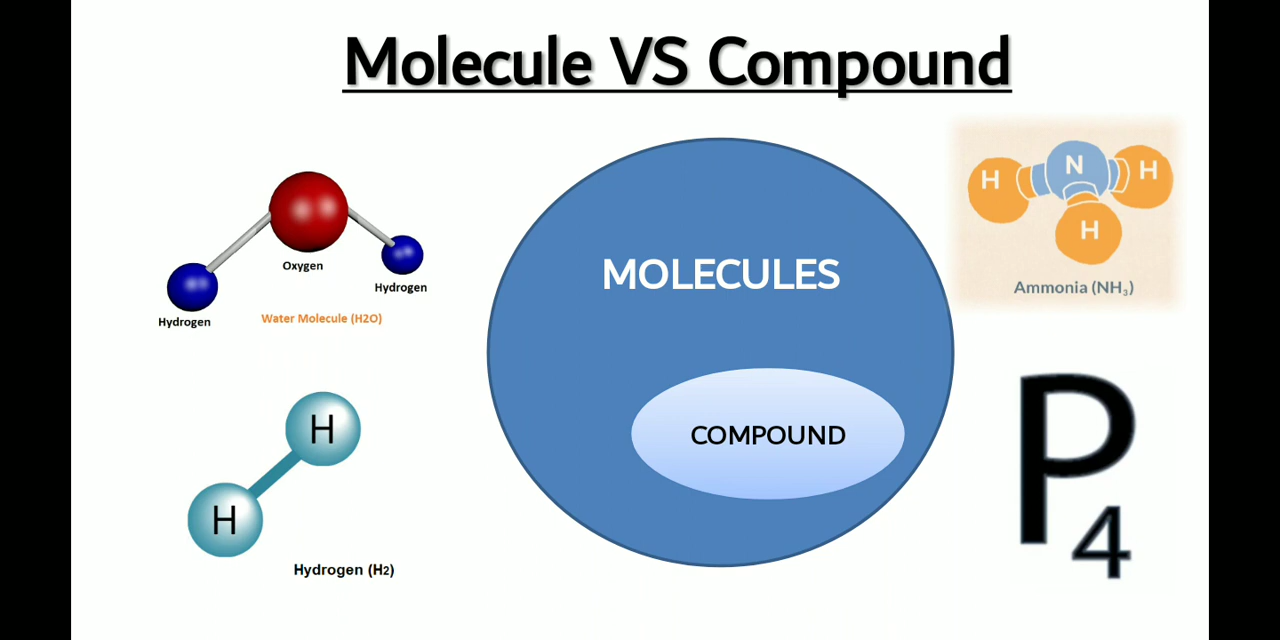 Molecule VS Compound
Oxygen
Hydrogen
Hydrogen
Water Molecule (H2O)
H
H
Hydrogen (H2)
MOLECULES
COMPOUND
H
N
H
H
Ammonia (NH₃)
P₄